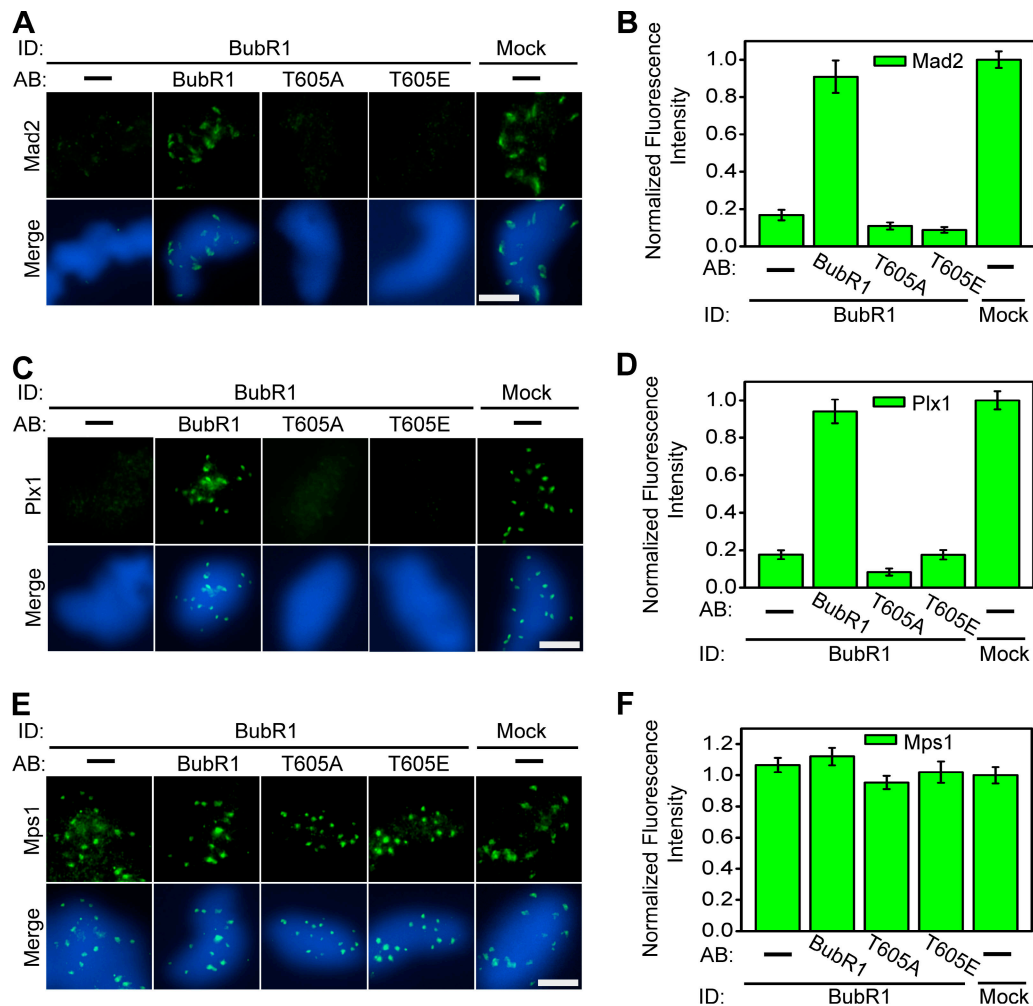 A
ID: BubR1 Mock
AB: — BubR1 T605A T605E —
Mad2
Merge
B
Normalized Fluorescence
Intensity
1.0
0.8
0.6
0.4
0.2
0.0
Mad2
AB: — BubR1 T605A T605E —
ID: BubR1 Mock
C
ID: BubR1 Mock
AB: — BubR1 T605A T605E —
Plx1
Merge
D
Normalized Fluorescence
Intensity
1.0
0.8
0.6
0.4
0.2
0.0
Plx1
AB: — BubR1 T605A T605E —
ID: BubR1 Mock
E
ID: BubR1 Mock
AB: — BubR1 T605A T605E —
Mps1
Merge
F
Normalized Fluorescence
Intensity
1.2
1.0
0.8
0.6
0.4
0.2
0.0
Mps1
AB: — BubR1 T605A T605E —
ID: BubR1 Mock